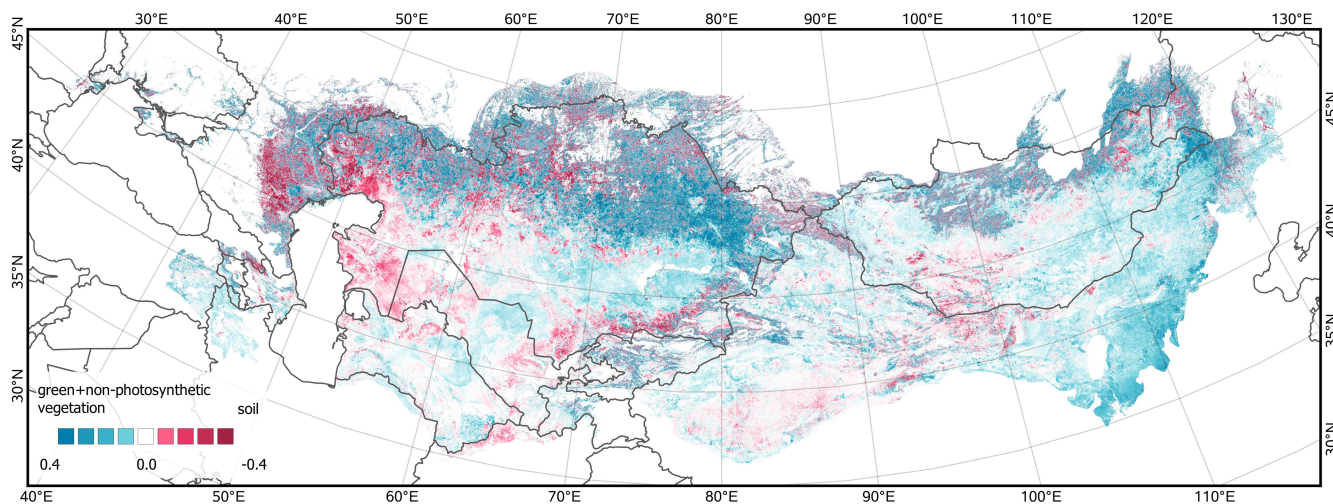 30°E 40°E 50°E 60°E 70°E 80°E 90°E 100°E 110°E 120°E 130°E
45°N
45°N
40°N
40°N
35°N
35°N
30°N
30°N
green+non-photosynthetic
vegetation soil
0.4 0.0 -0.4
40°E 50°E 60°E 70°E 80°E 90°E 100°E 110°E